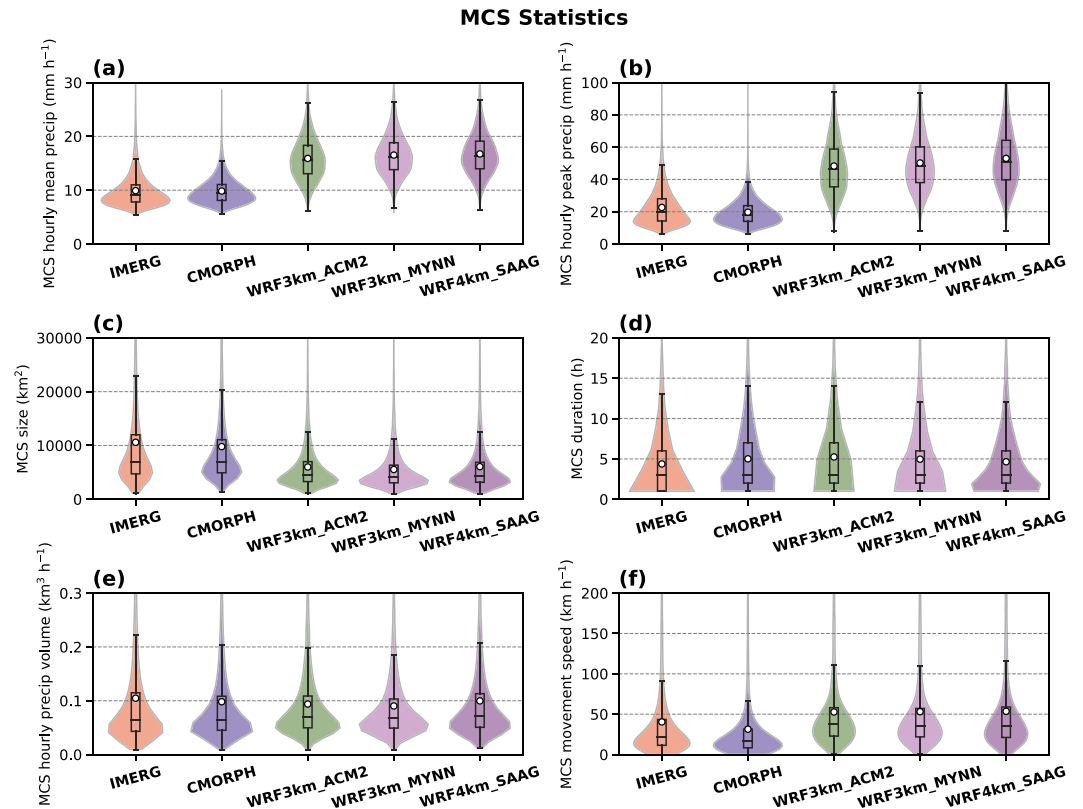 MCS Statistics
(a)
MCS hourly mean precip (mm h⁻¹)
30
20
10
0
IMERG
CMORPH
WRF3km_ACM2
WRF3km_MYNN
WRF4km_SAAG
(b)
MCS hourly peak precip (mm h⁻¹)
100
80
60
40
20
0
IMERG
CMORPH
WRF3km_ACM2
WRF3km_MYNN
WRF4km_SAAG
(c)
MCS size (km²)
30000
20000
10000
0
IMERG
CMORPH
WRF3km_ACM2
WRF3km_MYNN
WRF4km_SAAG
(d)
MCS duration (h)
20
15
10
5
0
IMERG
CMORPH
WRF3km_ACM2
WRF3km_MYNN
WRF4km_SAAG
(e)
MCS hourly precip volume (km³ h⁻¹)
0.3
0.2
0.1
0.0
IMERG
CMORPH
WRF3km_ACM2
WRF3km_MYNN
WRF4km_SAAG
(f)
MCS movement speed (km h⁻¹)
200
150
100
50
0
IMERG
CMORPH
WRF3km_ACM2
WRF3km_MYNN
WRF4km_SAAG